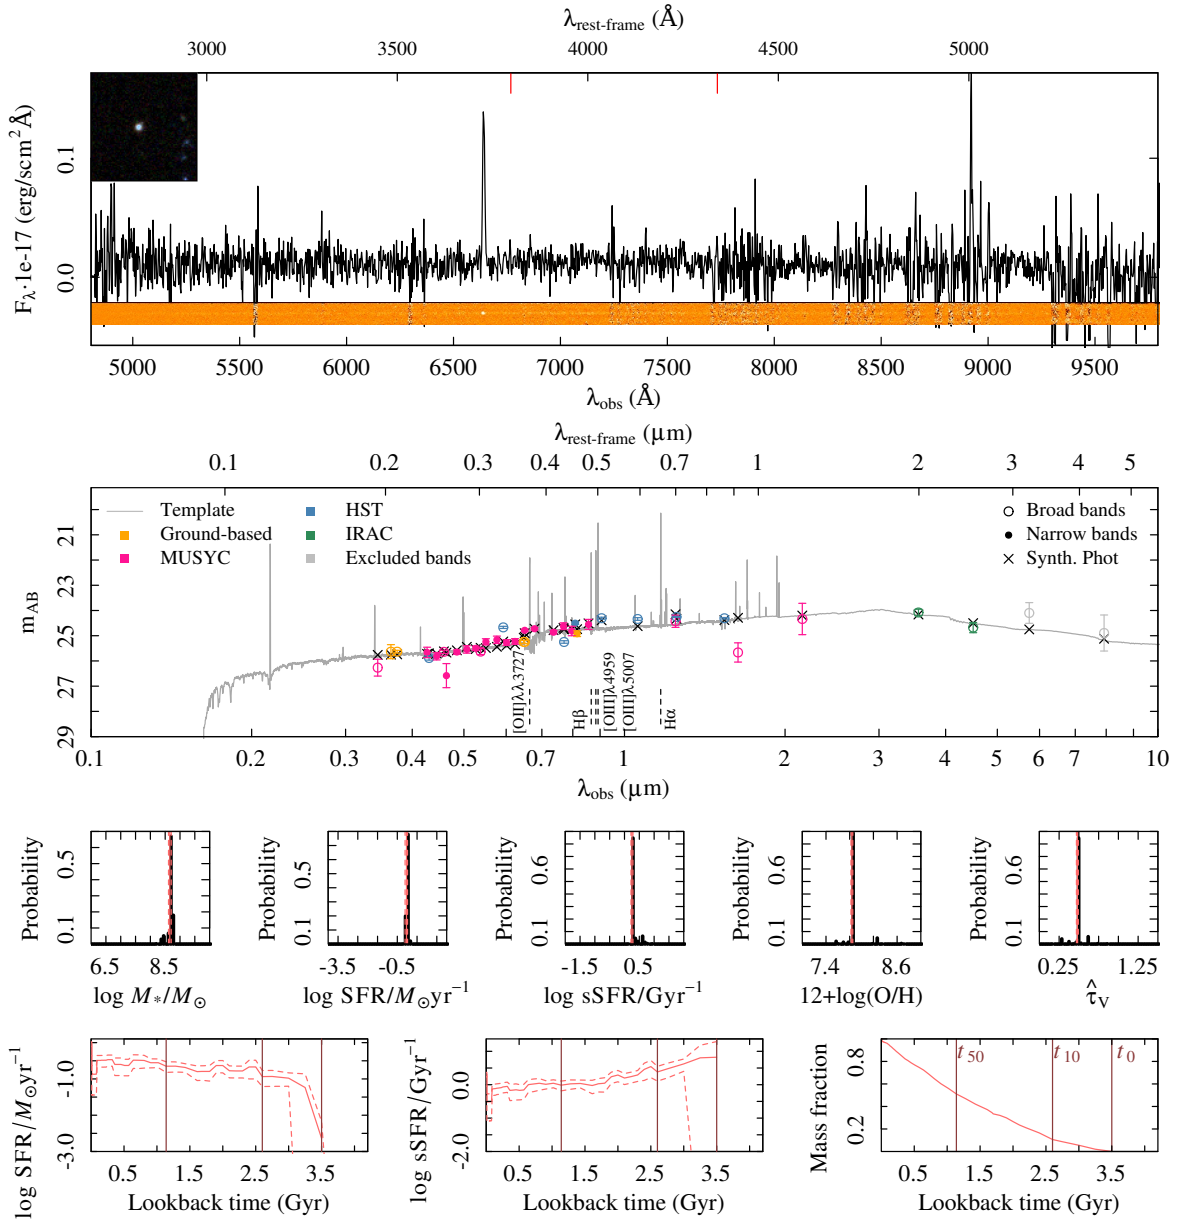 λrest-frame (Å)
3000 3500 4000 4500 5000
Fλ·1e-17 (erg/scm²Å)
0.0 0.1
5000 5500 6000 6500 7000 7500 8000 8500 9000 9500
λobs (Å)
λrest-frame (μm)
0.1 0.2 0.3 0.4 0.5 0.7 1 2 3 4 5
mAB
21
23
25
27
29
Template
Ground-based
MUSYC
HST
IRAC
Excluded bands
Broad bands
Narrow bands
Synth. Phot
[OII]λλ3727
Hβ
[OIII]λ4959
[OIII]λ5007
Hα
0.1 0.2 0.3 0.4 0.5 0.7 1 2 3 4 5 6 7 10
λobs (μm)
Probability
0.1 0.5
6.5 8.5
log M*/M⊙
Probability
0.1 0.5
-3.5 -0.5
log SFR/M⊙yr⁻¹
Probability
0.1 0.6
-1.5 0.5
log sSFR/Gyr⁻¹
Probability
0.1 0.6
7.4 8.6
12+log(O/H)
Probability
0.1 0.6
0.25 1.25
τ̂V
log SFR/M⊙yr⁻¹
-3.0 -1.0
0.5 1.5 2.5 3.5
Lookback time (Gyr)
log sSFR/Gyr⁻¹
-2.0 0.0
0.5 1.5 2.5 3.5
Lookback time (Gyr)
Mass fraction
0.2 0.8
t50 t10 t0
0.5 1.5 2.5 3.5
Lookback time (Gyr)